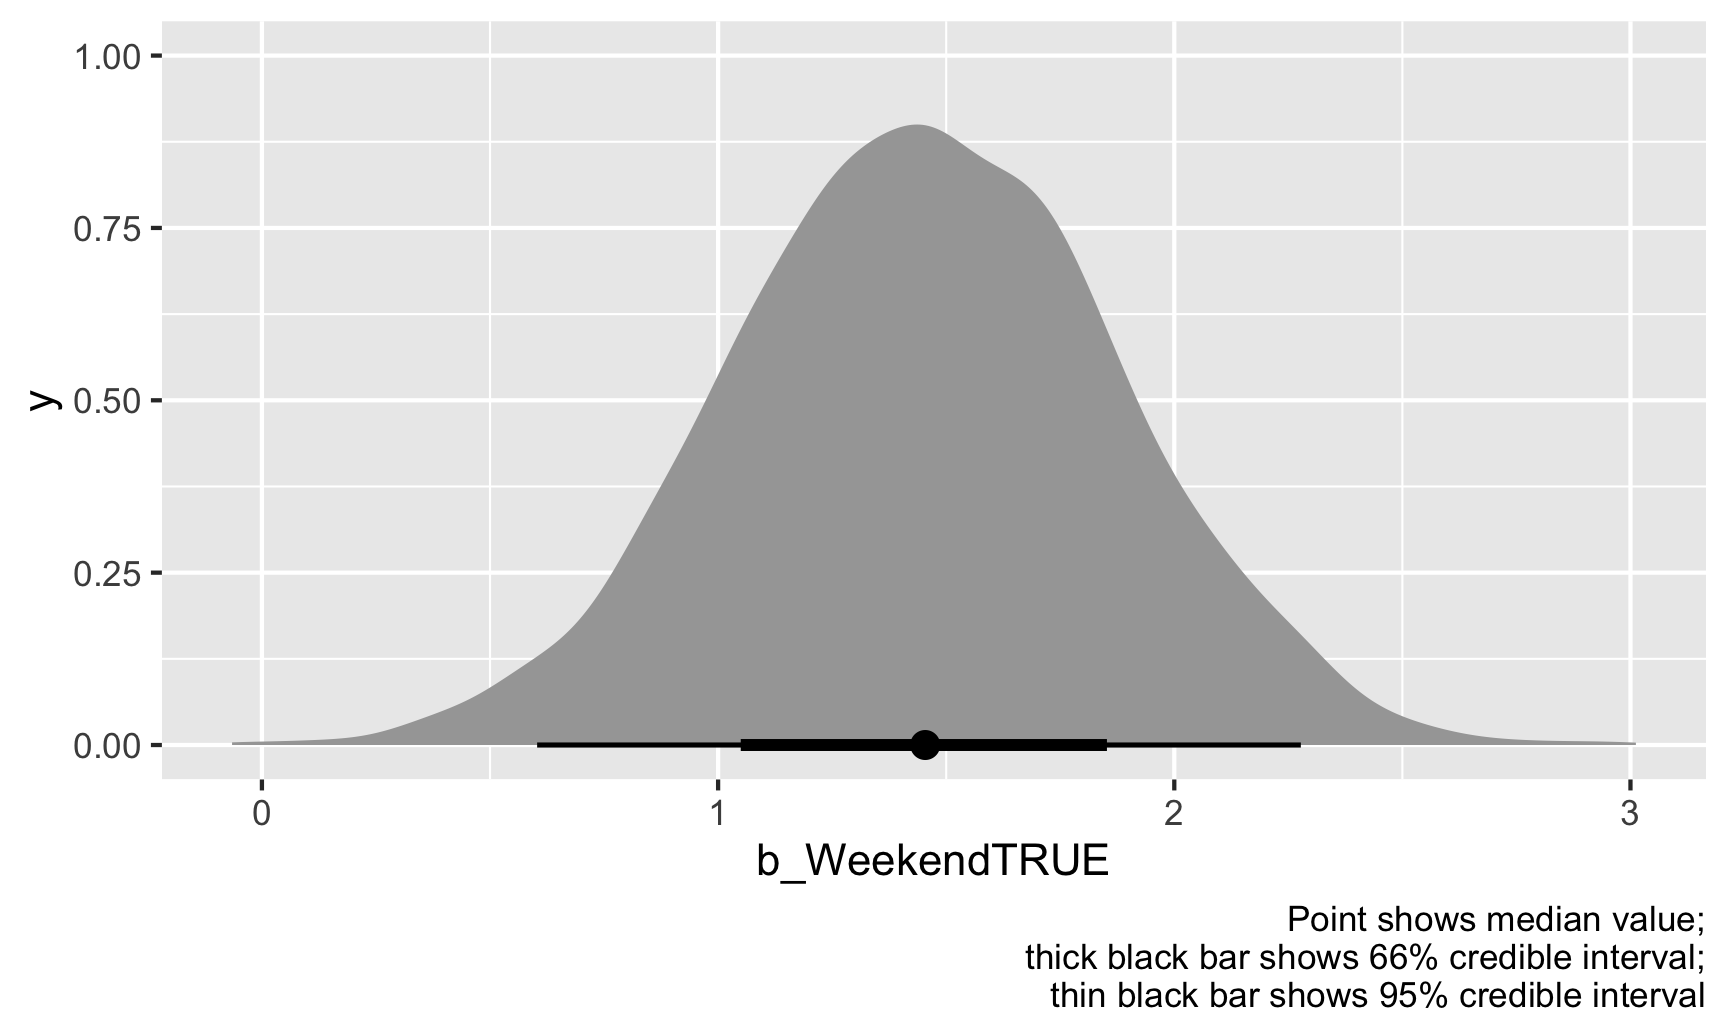 1.00
0.75
0.50
0.25
0.00
y
0
1
2
3
b_WeekendTRUE
Point shows median value;
thick black bar shows 66% credible interval;
thin black bar shows 95% credible interval